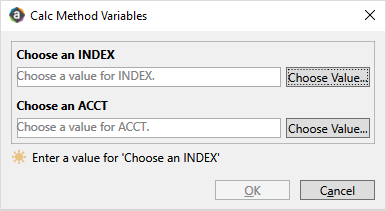 Calc Method Variables
Choose an INDEX
Choose a value for INDEX. Choose Value...
Choose an ACCT
Choose a value for ACCT. Choose Value...
Enter a value for 'Choose an INDEX'
OK Cancel